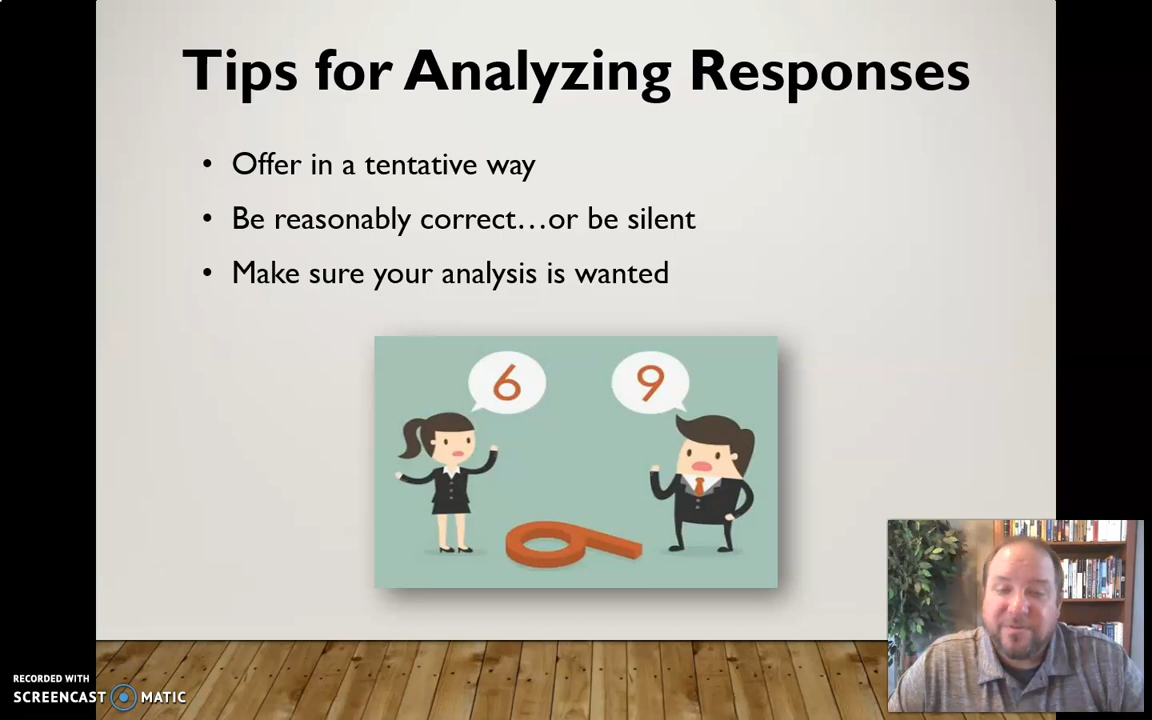 Tips for Analyzing Responses
• Offer in a tentative way
• Be reasonably correct…or be silent
• Make sure your analysis is wanted
6
9
RECORDED WITH
SCREENCAST MATIC